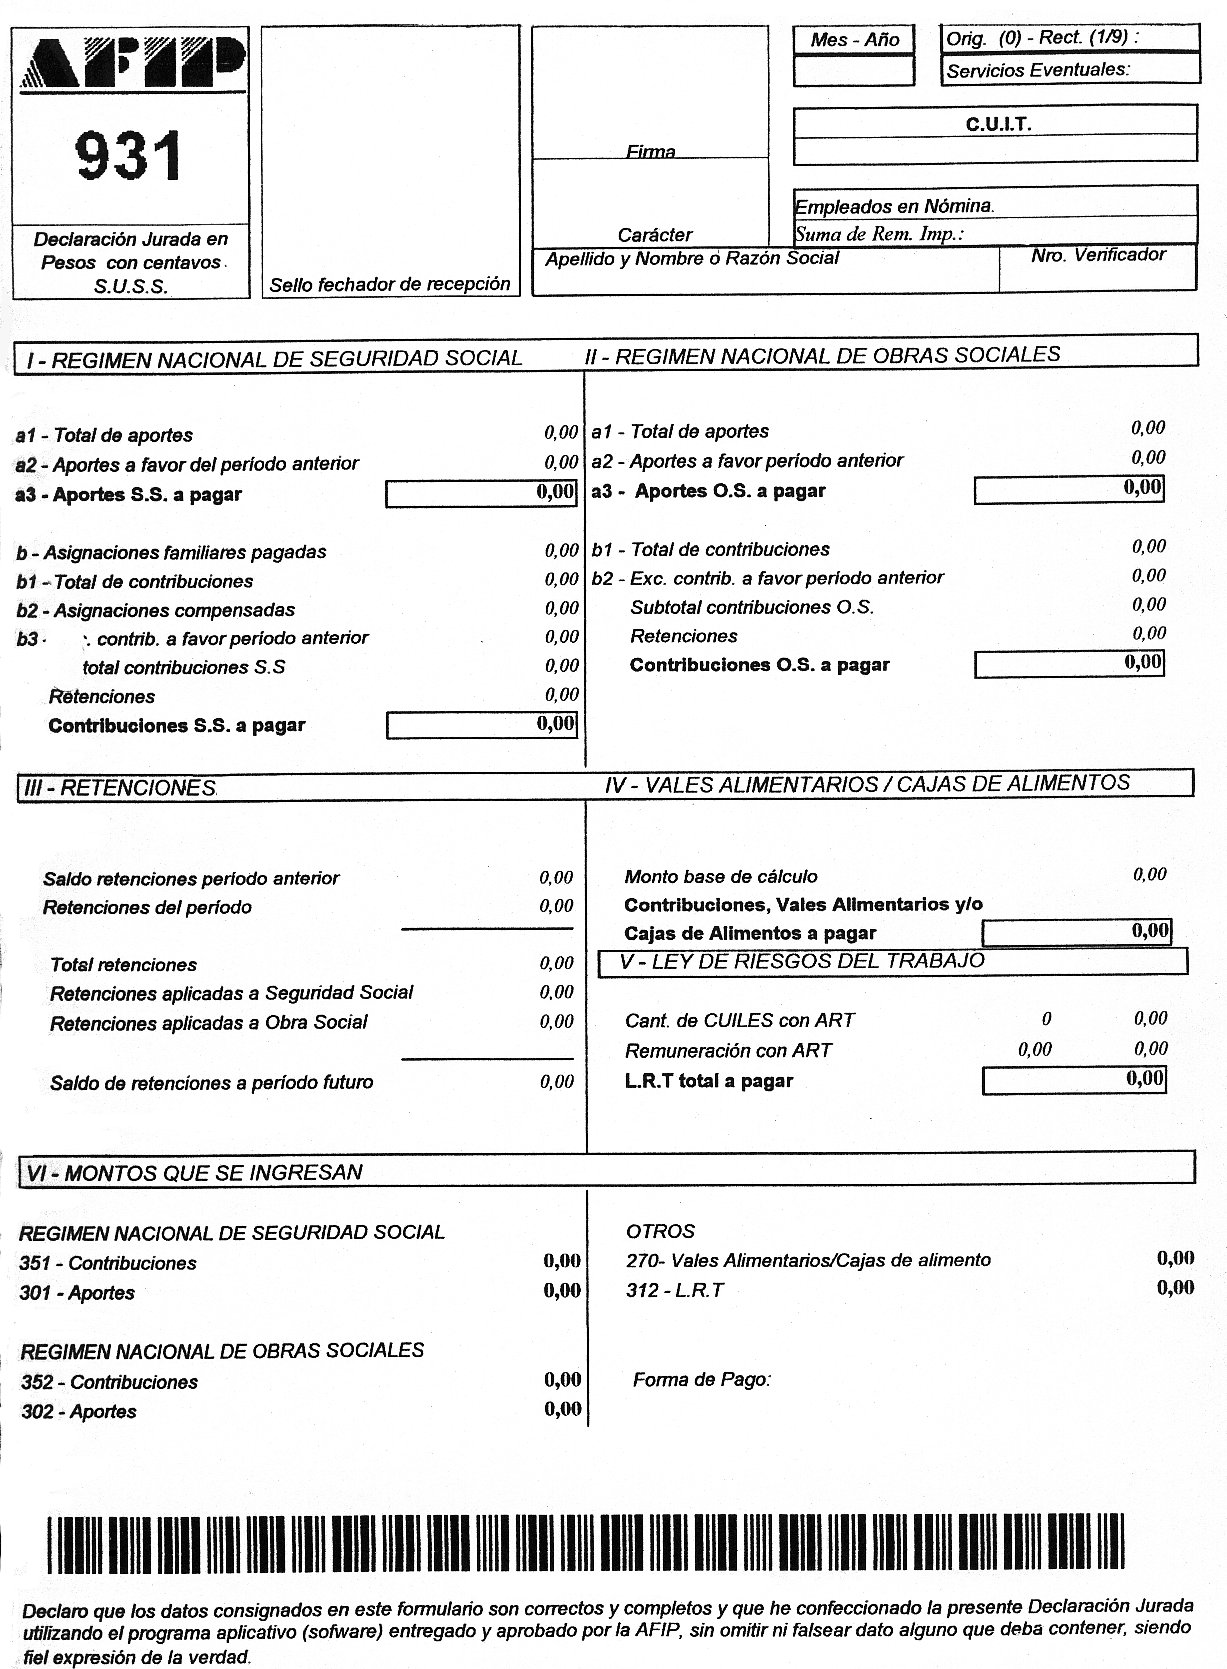 AFIP
931
Declaración Jurada en
Pesos con centavos.
S.U.S.S.
Sello fechador de recepción
Firma
Carácter
Mes - Año
Orig. (0) - Rect. (1/9) :
Servicios Eventuales:
C.U.I.T.
Empleados en Nómina.
Suma de Rem. Imp.:
Apellido y Nombre ó Razón Social
Nro. Verificador
I - REGIMEN NACIONAL DE SEGURIDAD SOCIAL
a1 - Total de aportes 0,00
a2 - Aportes a favor del período anterior 0,00
a3 - Aportes S.S. a pagar 0,00
b - Asignaciones familiares pagadas 0,00
b1 - Total de contribuciones 0,00
b2 - Asignaciones compensadas 0,00
b3 - contrib. a favor período anterior 0,00
total contribuciones S.S 0,00
Retenciones 0,00
Contribuciones S.S. a pagar 0,00
II - REGIMEN NACIONAL DE OBRAS SOCIALES
a1 - Total de aportes 0,00
a2 - Aportes a favor período anterior 0,00
a3 - Aportes O.S. a pagar 0,00
b1 - Total de contribuciones 0,00
b2 - Exc. contrib. a favor período anterior 0,00
Subtotal contribuciones O.S. 0,00
Retenciones 0,00
Contribuciones O.S. a pagar 0,00
III - RETENCIONES
Saldo retenciones período anterior 0,00
Retenciones del período 0,00
Total retenciones 0,00
Retenciones aplicadas a Seguridad Social 0,00
Retenciones aplicadas a Obra Social 0,00
Saldo de retenciones a período futuro 0,00
IV - VALES ALIMENTARIOS / CAJAS DE ALIMENTOS
Monto base de cálculo 0,00
Contribuciones, Vales Alimentarios y/o
Cajas de Alimentos a pagar 0,00
V - LEY DE RIESGOS DEL TRABAJO
Cant. de CUILES con ART 0 0,00
Remuneración con ART 0,00 0,00
L.R.T total a pagar 0,00
VI - MONTOS QUE SE INGRESAN
REGIMEN NACIONAL DE SEGURIDAD SOCIAL
351 - Contribuciones 0,00
301 - Aportes 0,00
REGIMEN NACIONAL DE OBRAS SOCIALES
352 - Contribuciones 0,00
302 - Aportes 0,00
OTROS
270- Vales Alimentarios/Cajas de alimento 0,00
312 - L.R.T 0,00
Forma de Pago:
Declaro que los datos consignados en este formulario son correctos y completos y que he confeccionado la presente Declaración Jurada
utilizando el programa aplicativo (sofware) entregado y aprobado por la AFIP, sin omitir ni falsear dato alguno que deba contener, siendo
fiel expresión de la verdad.